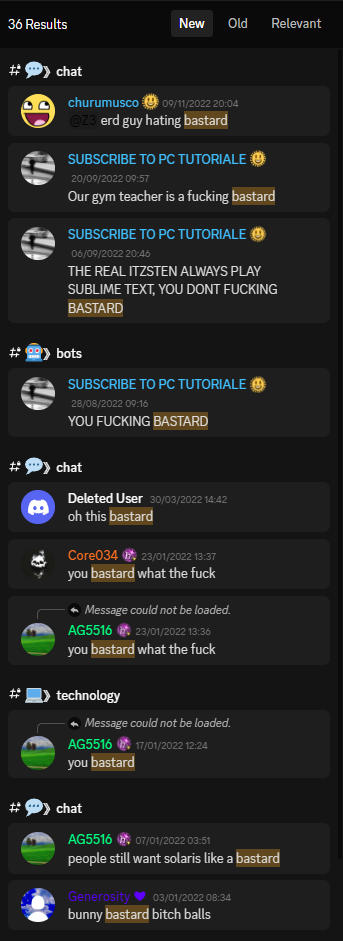 36 Results
New
Old
Relevant
chat
churumusco 09/11/2022 20:04
@Z3 erd guy hating bastard
SUBSCRIBE TO PC TUTORIALE
20/09/2022 09:57
Our gym teacher is a fucking bastard
SUBSCRIBE TO PC TUTORIALE
06/09/2022 20:46
THE REAL ITZSTEN ALWAYS PLAY
SUBLIME TEXT, YOU DONT FUCKING
BASTARD
bots
SUBSCRIBE TO PC TUTORIALE
28/08/2022 09:16
YOU FUCKING BASTARD
chat
Deleted User 30/03/2022 14:42
oh this bastard
Core034 23/01/2022 13:37
you bastard what the fuck
Message could not be loaded.
AG5516 23/01/2022 13:36
you bastard what the fuck
technology
Message could not be loaded.
AG5516 17/01/2022 12:24
you bastard
chat
AG5516 07/01/2022 03:51
people still want solaris like a bastard
Generosity 03/01/2022 08:34
bunny bastard bitch balls